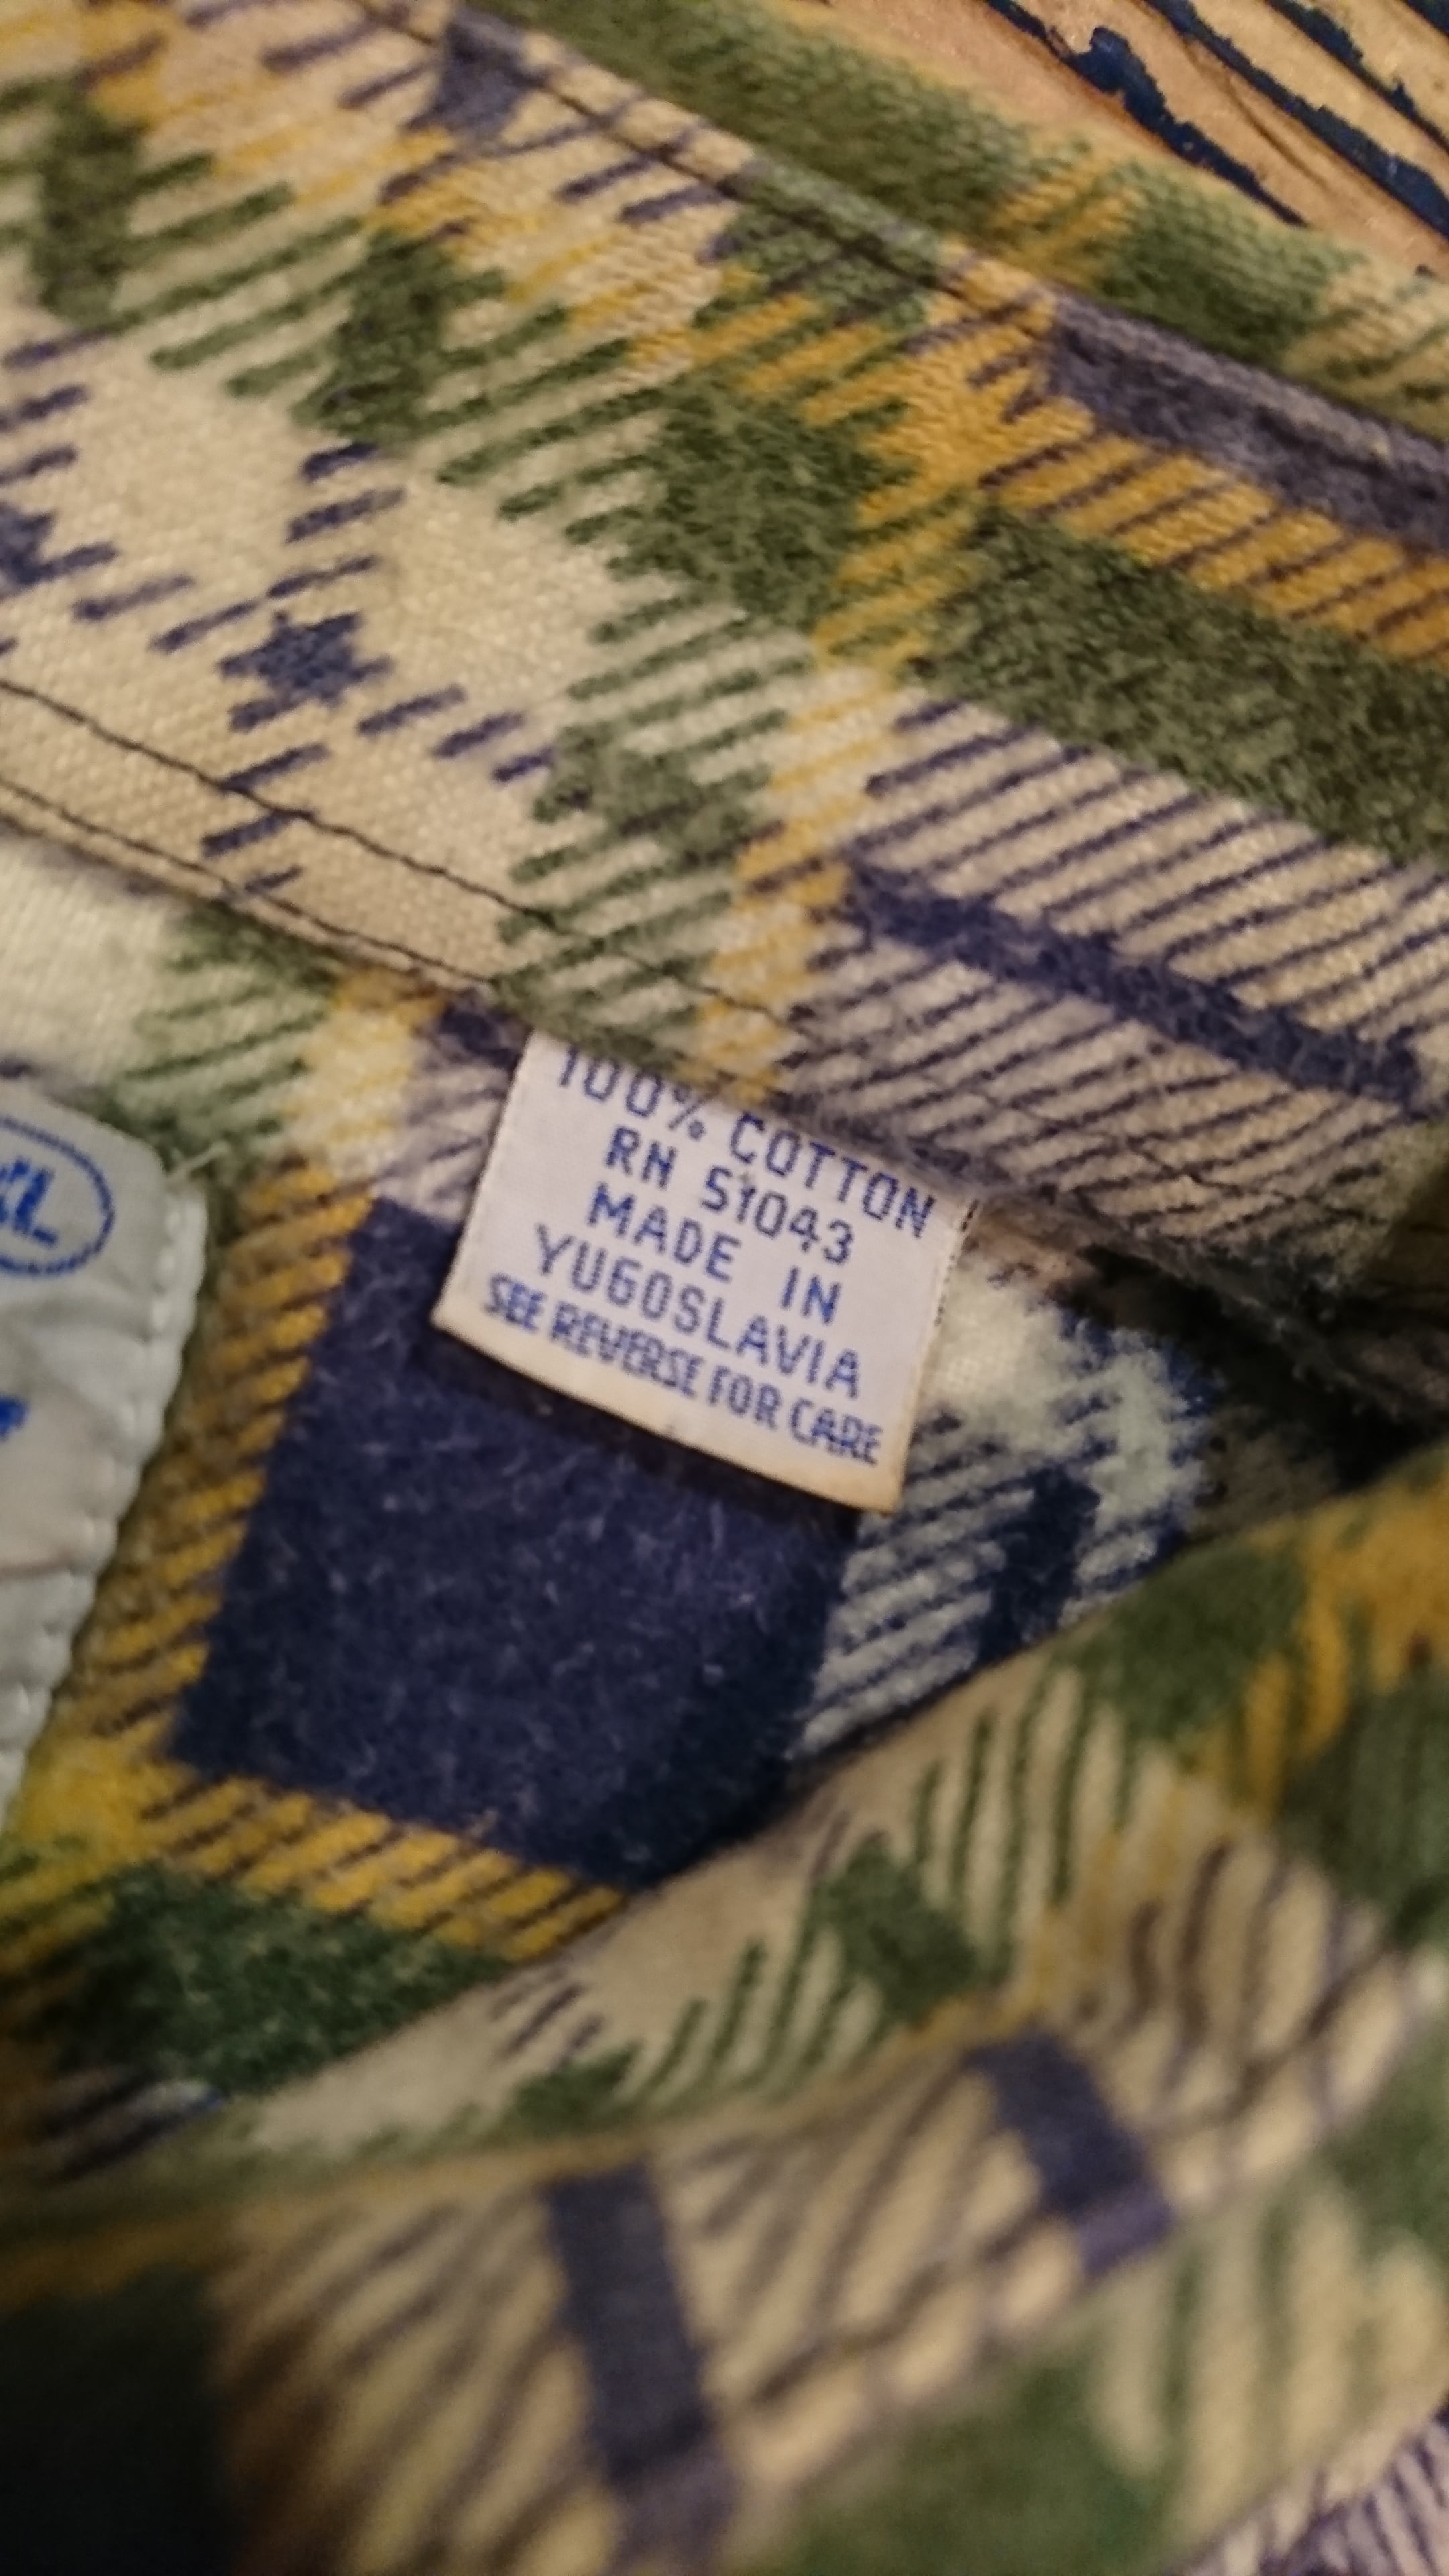 100% COTTON
RN 51043
MADE IN
YUGOSLAVIA
SEE REVERSE FOR CARE